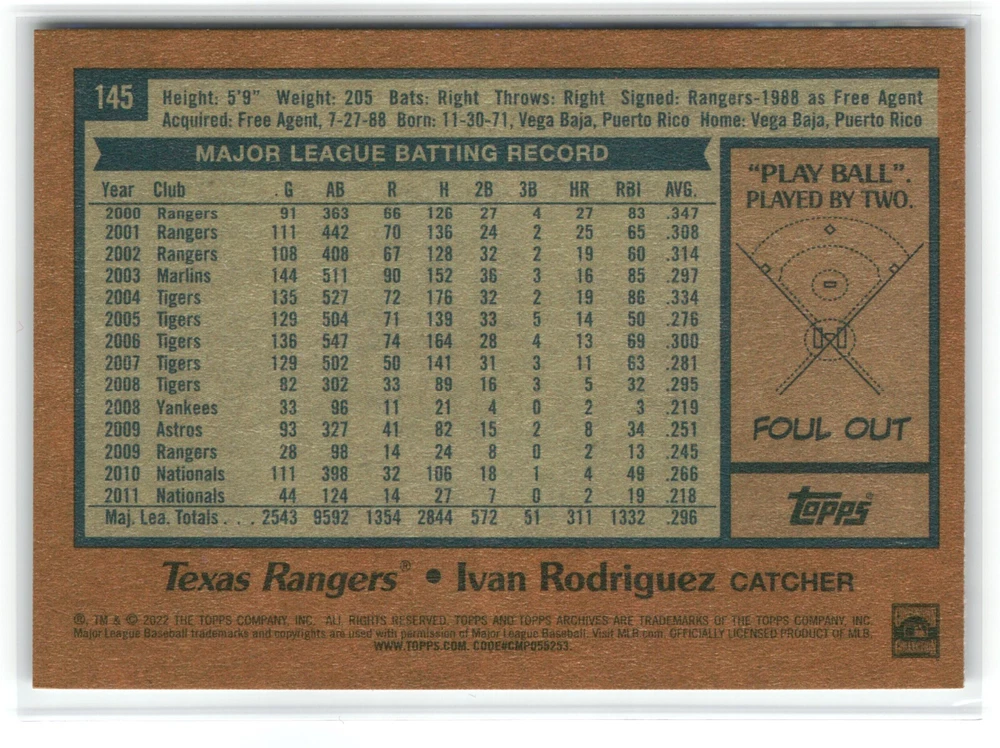 145
Height: 5'9" Weight: 205 Bats: Right Throws: Right Signed: Rangers-1988 as Free Agent
Acquired: Free Agent, 7-27-88 Born: 11-30-71, Vega Baja, Puerto Rico Home: Vega Baja, Puerto Rico
MAJOR LEAGUE BATTING RECORD
Year Club G AB R H 2B 3B HR RBI AVG.
2000 Rangers 91 363 66 126 27 4 27 83 .347
2001 Rangers 111 442 70 136 24 2 25 65 .308
2002 Rangers 108 408 67 128 32 2 19 60 .314
2003 Marlins 144 511 90 152 36 3 16 85 .297
2004 Tigers 135 527 72 176 32 2 19 86 .334
2005 Tigers 129 504 71 139 33 5 14 50 .276
2006 Tigers 136 547 74 164 28 4 13 69 .300
2007 Tigers 129 502 50 141 31 3 11 63 .281
2008 Tigers 82 302 33 89 16 3 5 32 .295
2008 Yankees 33 96 11 21 4 0 2 3 .219
2009 Astros 93 327 41 82 15 2 8 34 .251
2009 Rangers 28 98 14 24 8 0 2 13 .245
2010 Nationals 111 398 32 106 18 1 4 49 .266
2011 Nationals 44 124 14 27 7 0 2 19 .218
Maj. Lea. Totals . . . 2543 9592 1354 2844 572 51 311 1332 .296
"PLAY BALL".
PLAYED BY TWO.
FOUL OUT
Topps®
Texas Rangers® • Ivan Rodriguez CATCHER
®, TM & © 2022 THE TOPPS COMPANY, INC. ALL RIGHTS RESERVED. TOPPS AND TOPPS ARCHIVES ARE TRADEMARKS OF THE TOPPS COMPANY, INC.
Major League Baseball trademarks and copyrights are used with permission of Major League Baseball. Visit MLB.com. OFFICIALLY LICENSED PRODUCT OF MLB.
WWW.TOPPS.COM. CODE#CMP055253.